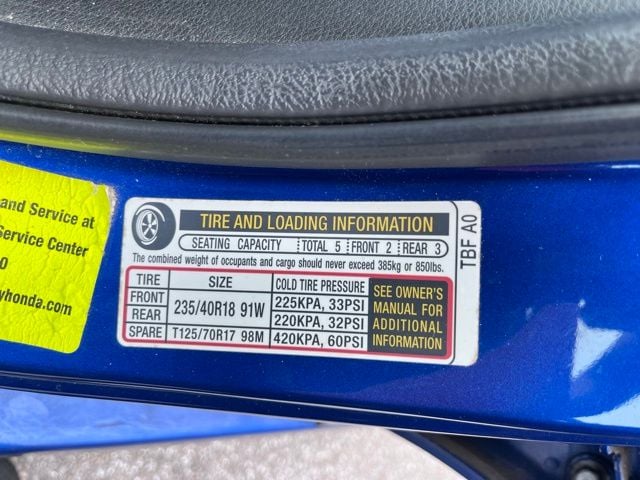 and Service at
Service Center
0
yhonda.com
TIRE AND LOADING INFORMATION
SEATING CAPACITY TOTAL 5 FRONT 2 REAR 3
The combined weight of occupants and cargo should never exceed 385kg or 850lbs.
TIRE SIZE COLD TIRE PRESSURE
FRONT 235/40R18 91W 225KPA, 33PSI
REAR 220KPA, 32PSI
SPARE T125/70R17 98M 420KPA, 60PSI
SEE OWNER'S
MANUAL FOR
ADDITIONAL
INFORMATION
TBF A0